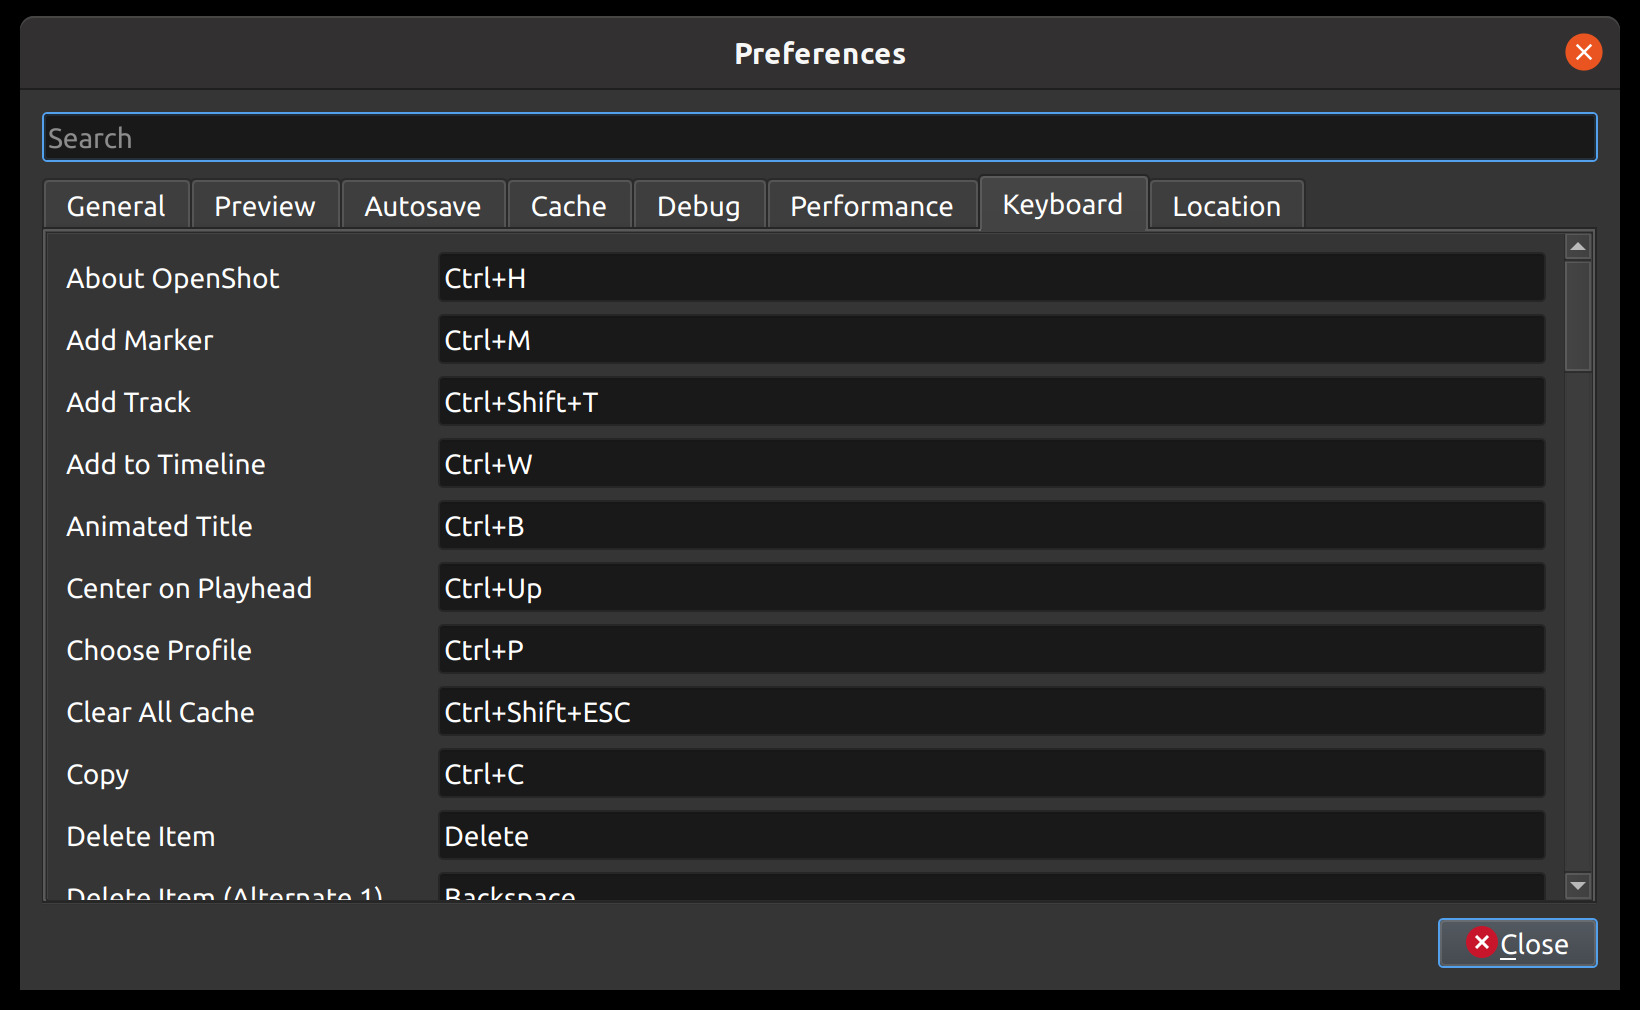 Preferences
Search
General Preview Autosave Cache Debug Performance Keyboard Location
About OpenShot Ctrl+H
Add Marker Ctrl+M
Add Track Ctrl+Shift+T
Add to Timeline Ctrl+W
Animated Title Ctrl+B
Center on Playhead Ctrl+Up
Choose Profile Ctrl+P
Clear All Cache Ctrl+Shift+ESC
Copy Ctrl+C
Delete Item Delete
Delete Item (Alternate 1) Backspace
Close